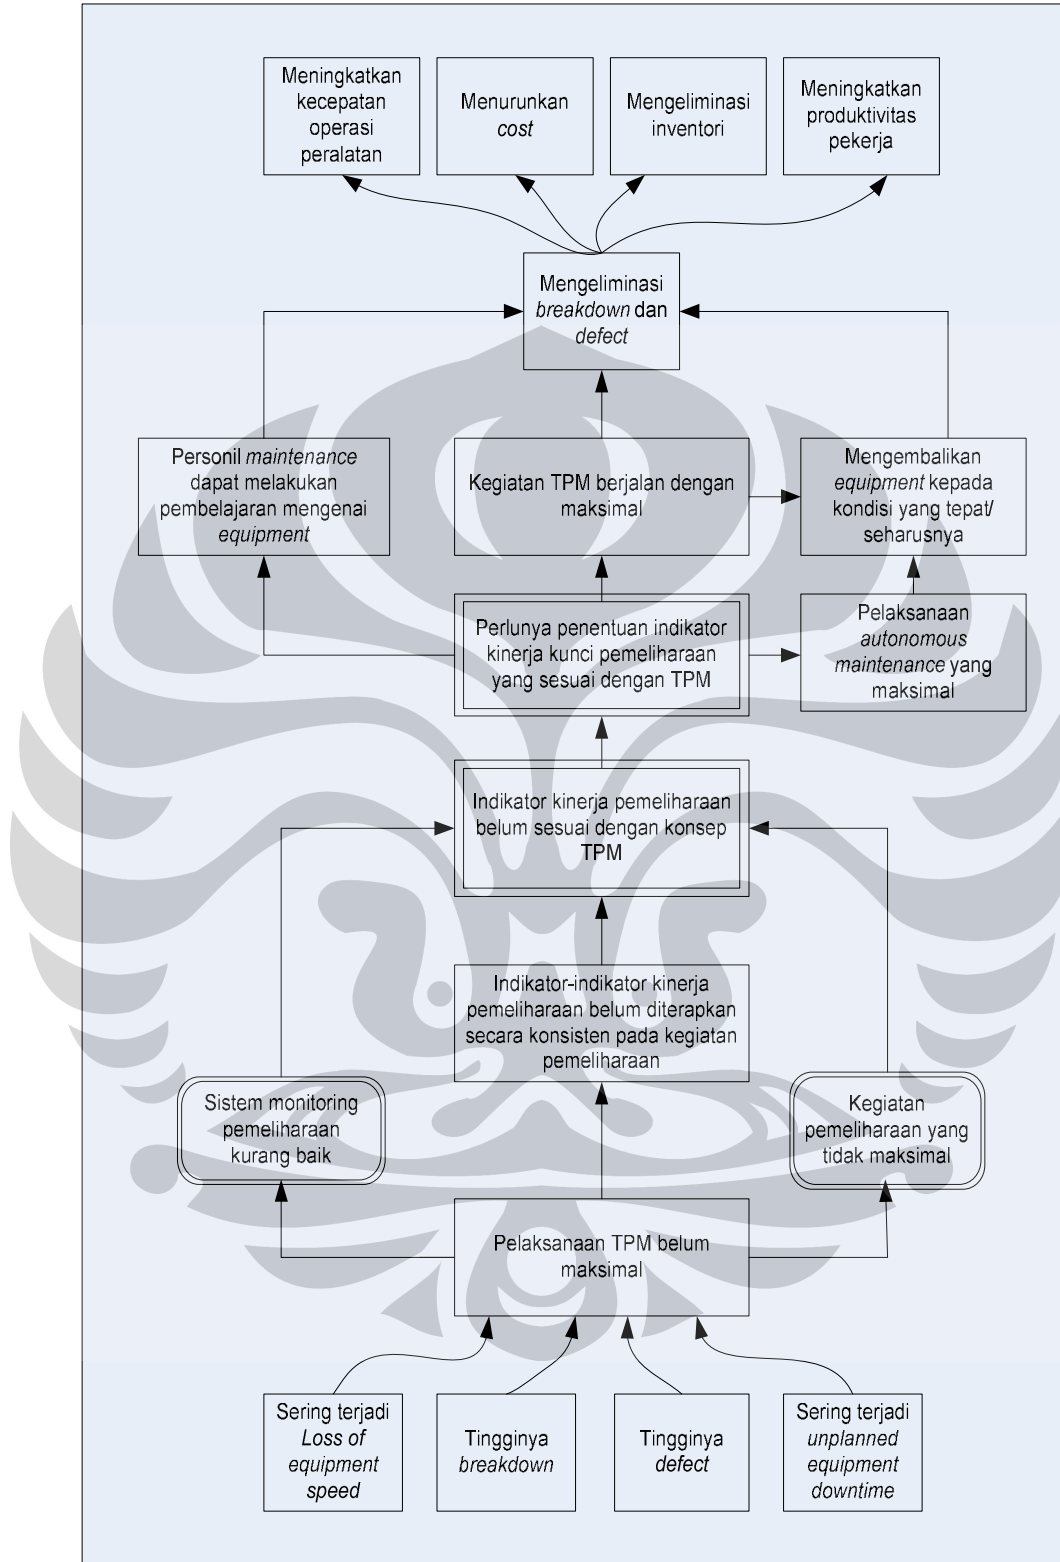 Meningkatkan
kecepatan
operasi
peralatan
Menurunkan
cost
Mengeliminasi
inventori
Meningkatkan
produktivitas
pekerja
Mengeliminasi
breakdown dan
defect
Personil maintenance
dapat melakukan
pembelajaran mengenai
equipment
Kegiatan TPM berjalan dengan
maksimal
Mengembalikan
equipment kepada
kondisi yang tepat/
seharusnya
Perlunya penentuan indikator
kinerja kunci pemeliharaan
yang sesuai dengan TPM
Pelaksanaan
autonomous
maintenance yang
maksimal
Indikator kinerja pemeliharaan
belum sesuai dengan konsep
TPM
Indikator-indikator kinerja
pemeliharaan belum diterapkan
secara konsisten pada kegiatan
pemeliharaan
Sistem monitoring
pemeliharaan
kurang baik
Kegiatan
pemeliharaan yang
tidak maksimal
Pelaksanaan TPM belum
maksimal
Sering terjadi
Loss of
equipment
speed
Tingginya
breakdown
Tingginya
defect
Sering terjadi
unplanned
equipment
downtime